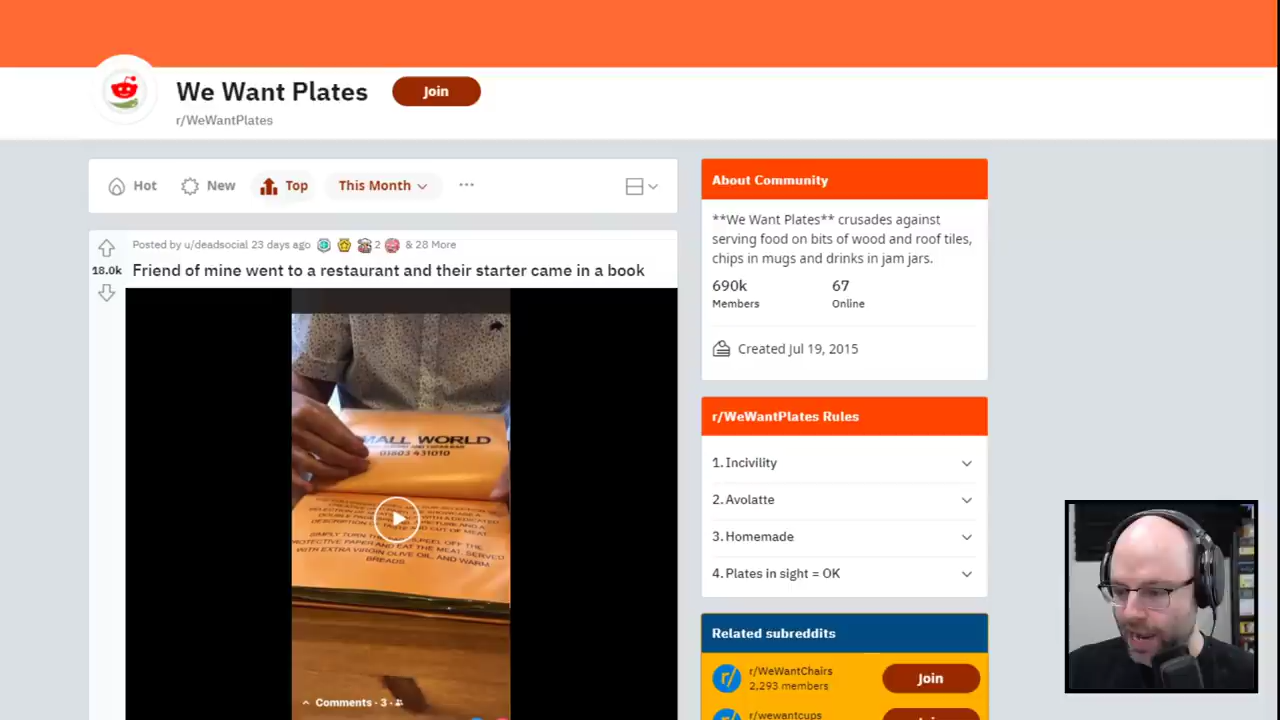 We Want Plates
Join
r/WeWantPlates
Hot
New
Top
This Month
Posted by u/deadsocial 23 days ago
2
& 28 More
18.0k
Friend of mine went to a restaurant and their starter came in a book
WORLD
01803 431010
SIMPLY TURN THE
PEEL OFF THE
PROTECTIVE PAPER AND EAT THE MEAT. SERVED
WITH EXTRA VIRGIN OLIVE OIL, AND WARM
BREADS.
Comments · 3 ·
About Community
**We Want Plates** crusades against
serving food on bits of wood and roof tiles,
chips in mugs and drinks in jam jars.
690k
Members
67
Online
Created Jul 19, 2015
r/WeWantPlates Rules
1. Incivility
2. Avolatte
3. Homemade
4. Plates in sight = OK
Related subreddits
r/
r/WeWantChairs
2,293 members
Join
r/wewantcups